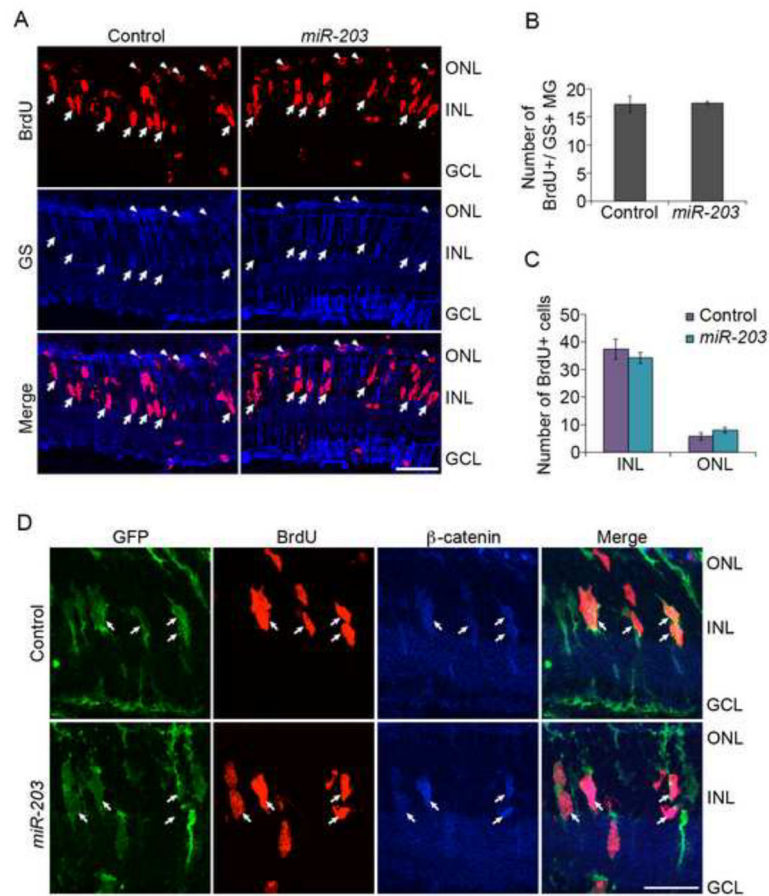 A
Control
miR-203
BrdU
ONL
INL
GCL
GS
ONL
INL
GCL
Merge
ONL
INL
GCL
B
Number of
BrdU+/ GS+ MG
20
15
10
5
0
Control
miR-203
C
Number of BrdU+ cells
50
40
30
20
10
0
INL
ONL
Control
miR-203
D
GFP
BrdU
β-catenin
Merge
Control
ONL
INL
GCL
miR-203
ONL
INL
GCL